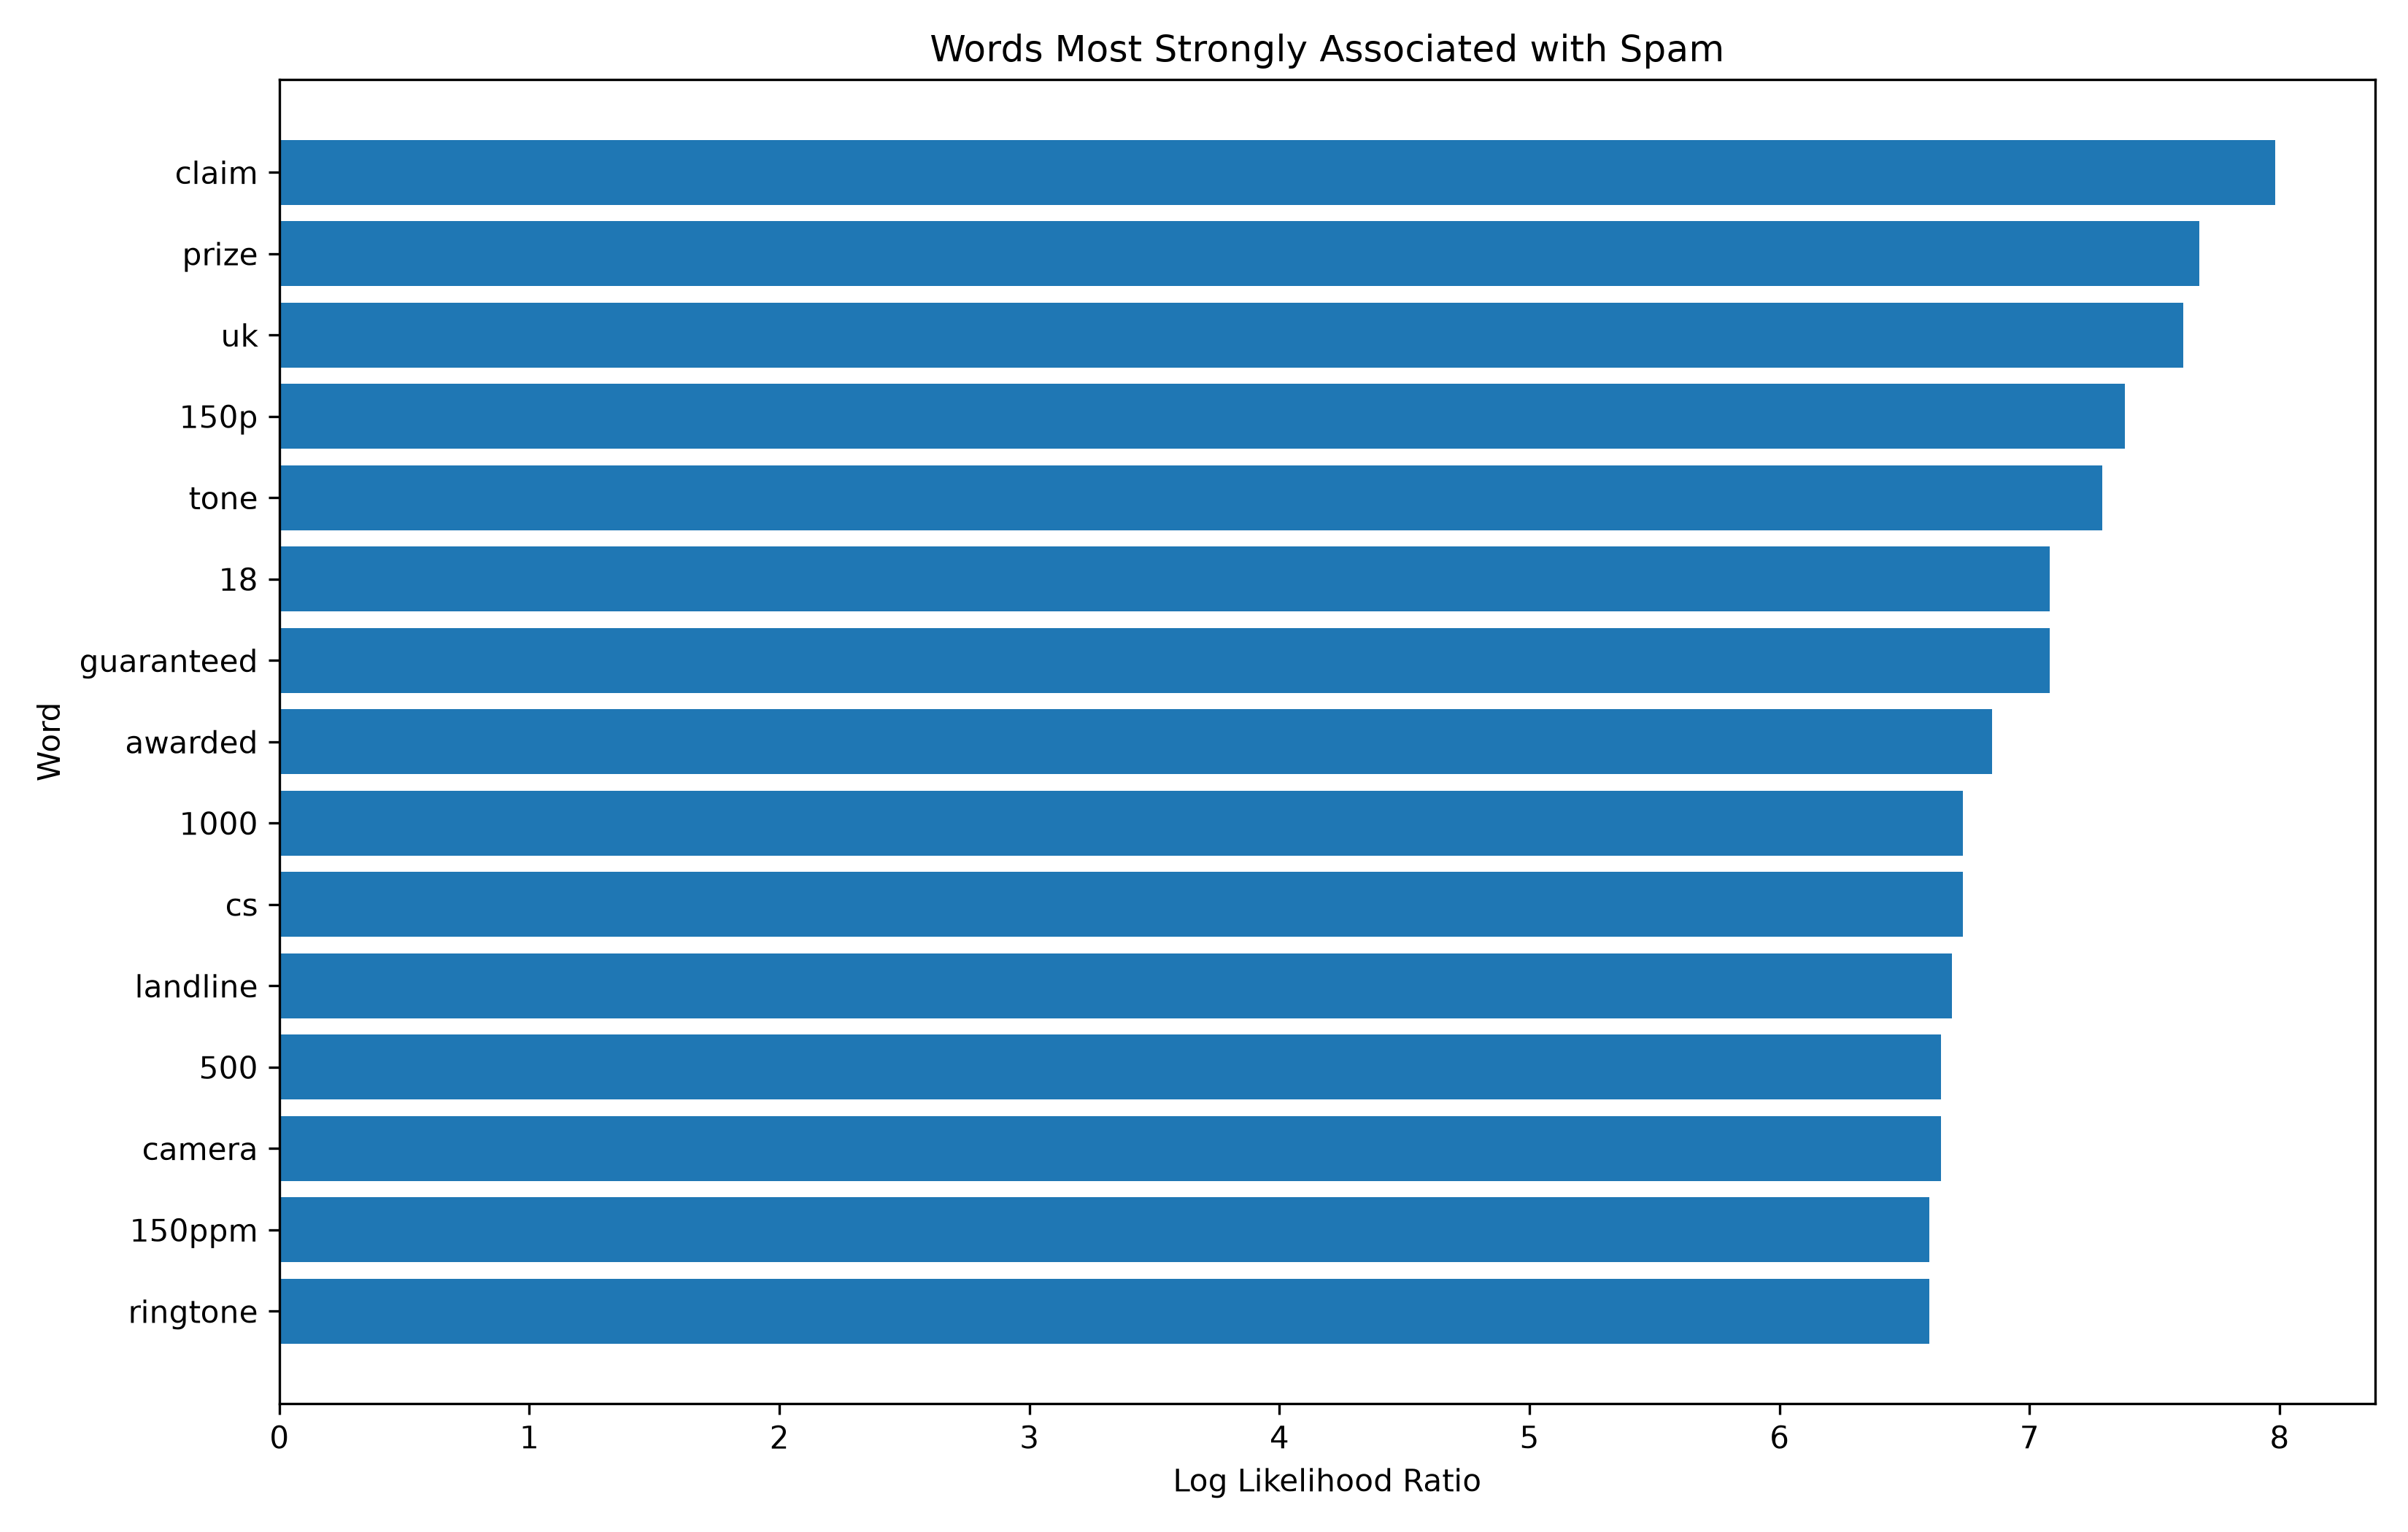 Words Most Strongly Associated with Spam
Word
claim
prize
uk
150p
tone
18
guaranteed
awarded
1000
cs
landline
500
camera
150ppm
ringtone
0 1 2 3 4 5 6 7 8
Log Likelihood Ratio